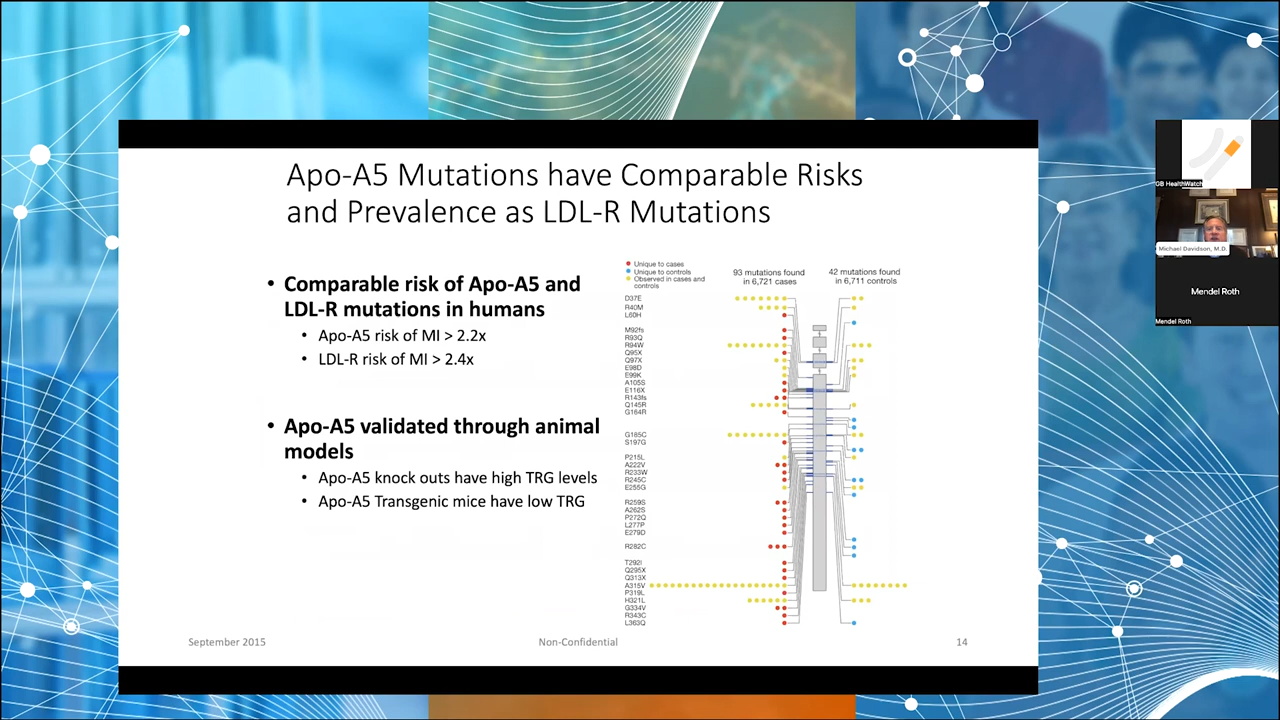 Apo-A5 Mutations have Comparable Risks
and Prevalence as LDL-R Mutations
• Comparable risk of Apo-A5 and
LDL-R mutations in humans
• Apo-A5 risk of MI > 2.2x
• LDL-R risk of MI > 2.4x
• Apo-A5 validated through animal
models
• Apo-A5 knock outs have high TRG levels
• Apo-A5 Transgenic mice have low TRG
Unique to cases
Unique to controls
Observed in cases and
controls
93 mutations found
in 6,721 cases
42 mutations found
in 6,711 controls
D37E
R40M
L60H
M92fs
R93Q
R94W
Q95X
Q97X
E98D
E99K
A105S
E116X
R143fs
Q145R
G164R
G185C
S197G
P215L
A222V
R233W
R245C
E255G
R259S
A262S
P272Q
L277P
E279D
R282C
T292I
Q295X
Q313X
A315V
P319L
H321L
G334V
R343C
L363Q
September 2015
Non-Confidential
14
GB HealthWatch
Michael Davidson, M.D.
Mendel Roth
Mendel Roth